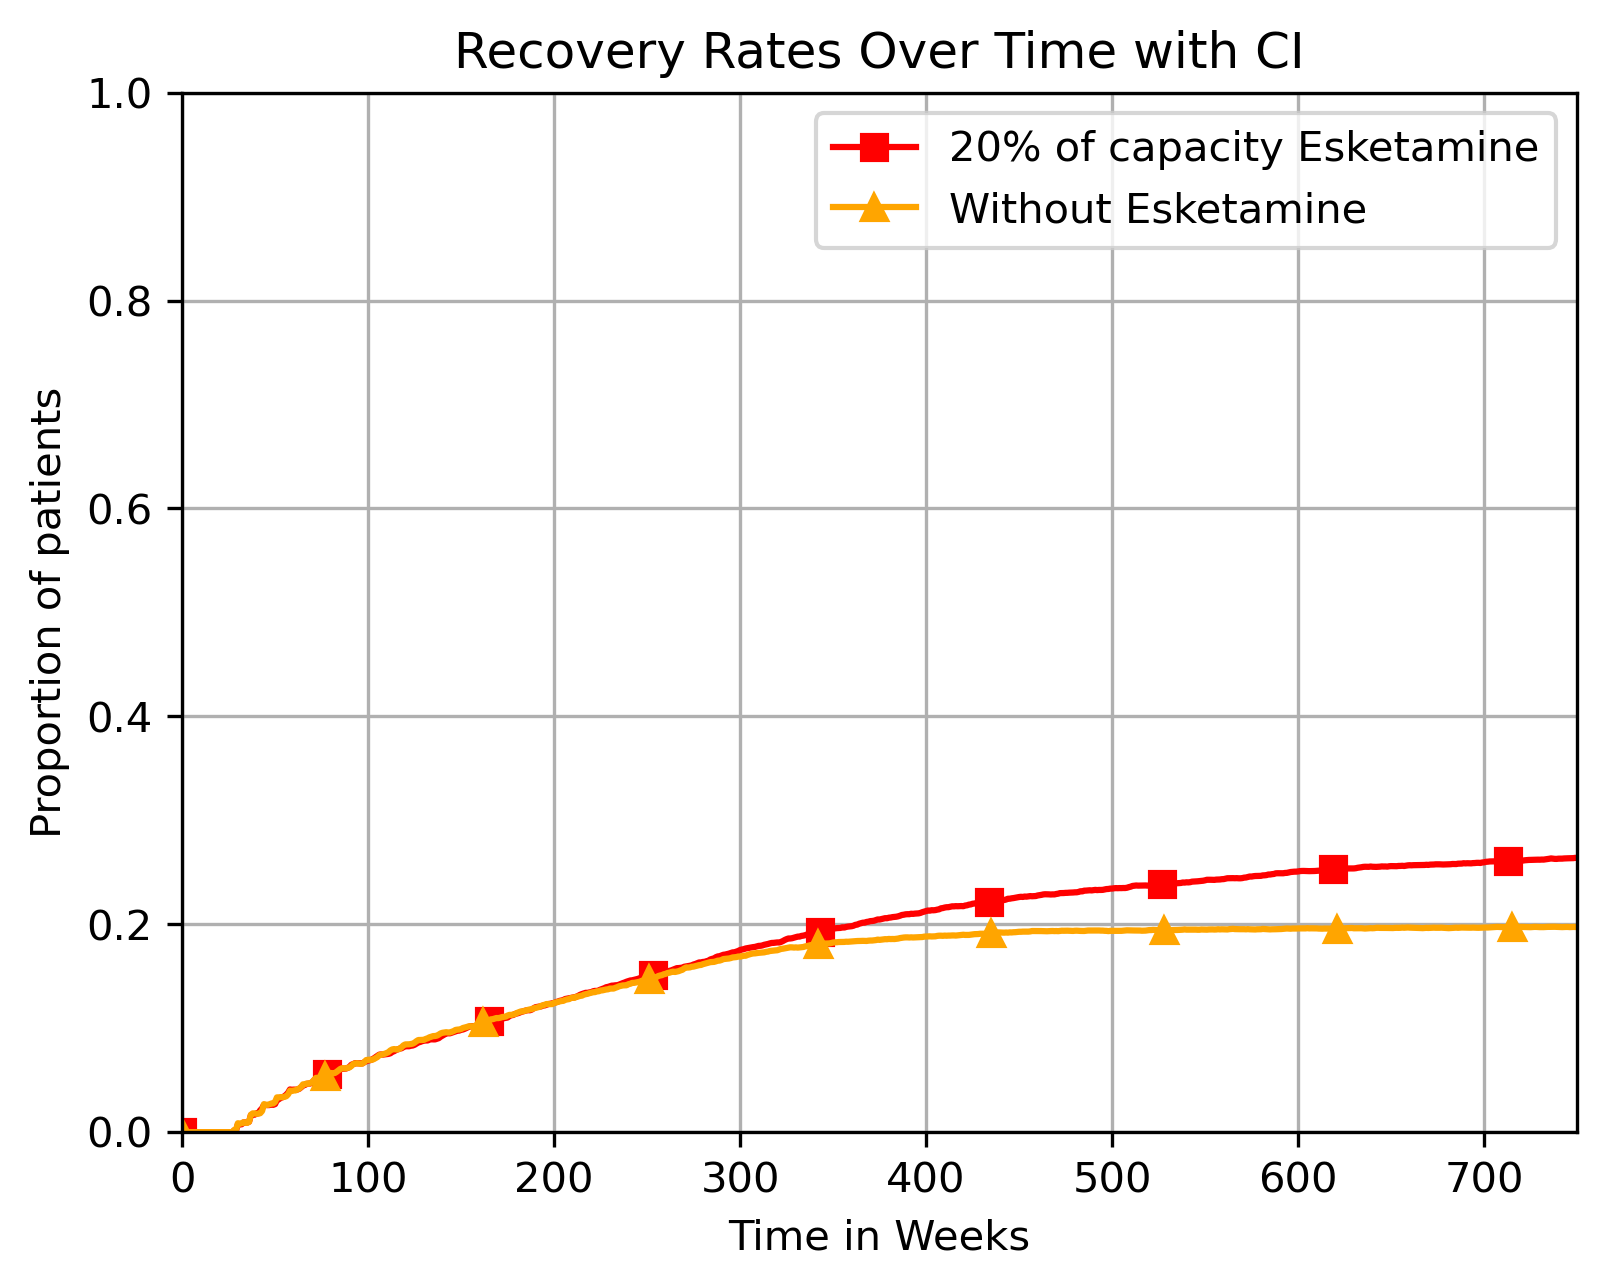 Recovery Rates Over Time with CI
1.0
0.8
0.6
0.4
0.2
0.0
Proportion of patients
20% of capacity Esketamine
Without Esketamine
0 100 200 300 400 500 600 700
Time in Weeks